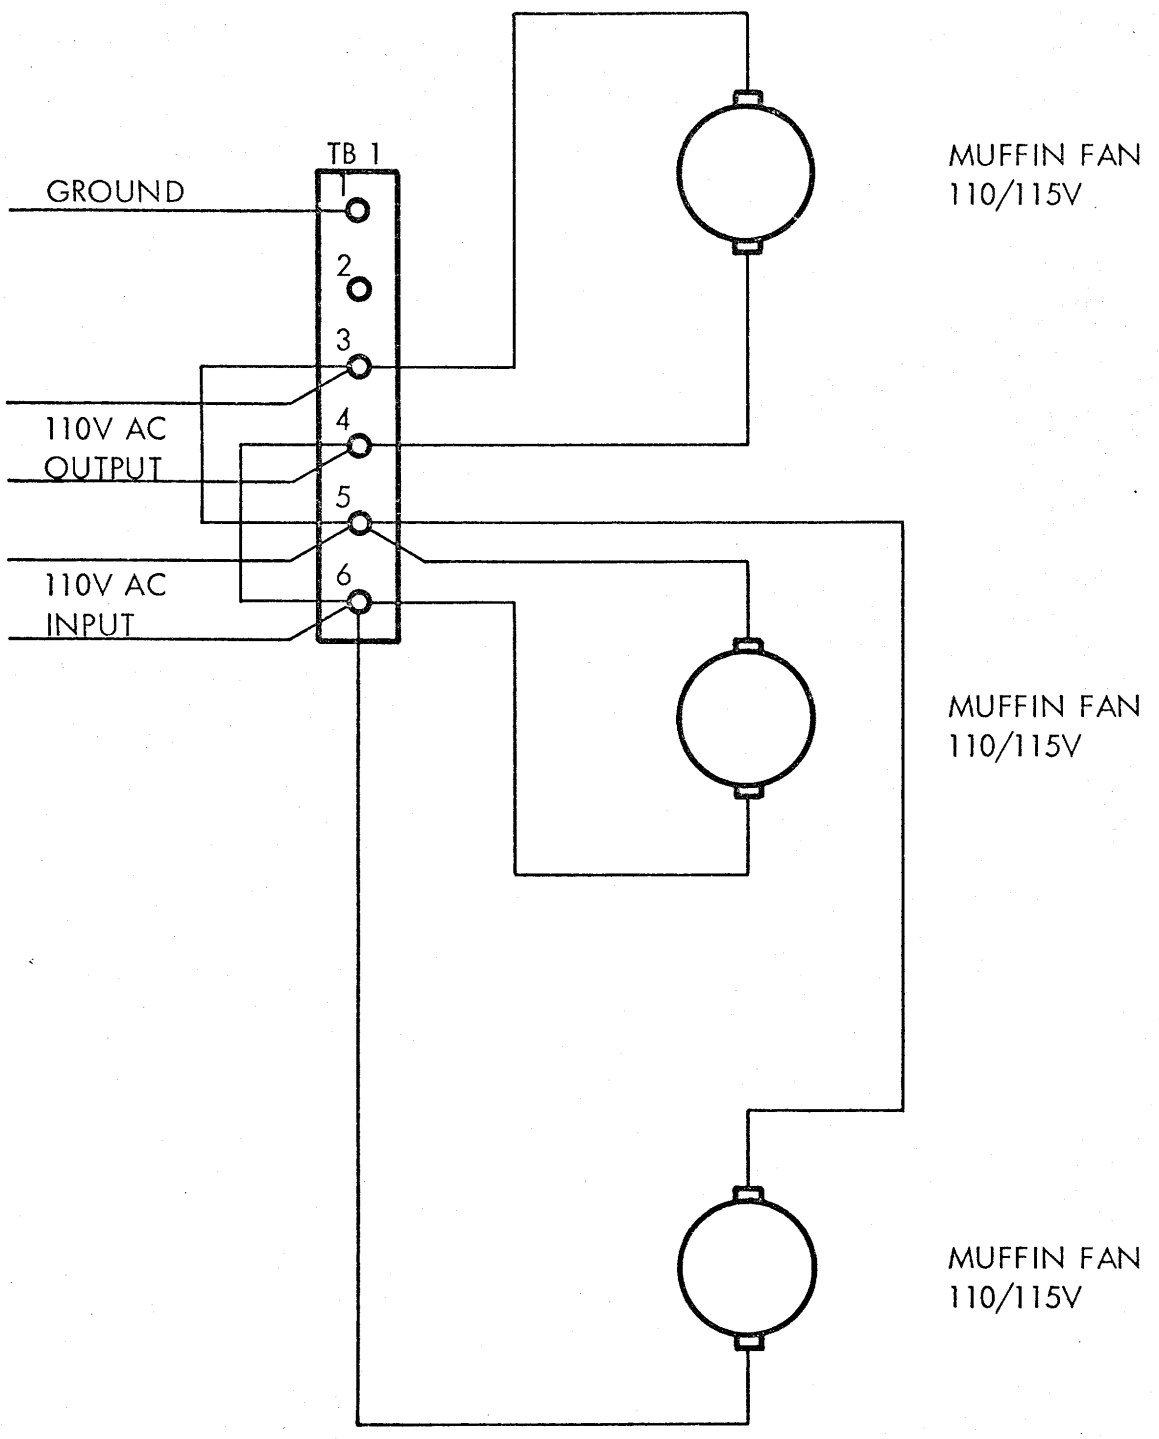 TB 1
GROUND
1
2
3
4
5
6
110V AC
OUTPUT
110V AC
INPUT
MUFFIN FAN
110/115V
MUFFIN FAN
110/115V
MUFFIN FAN
110/115V